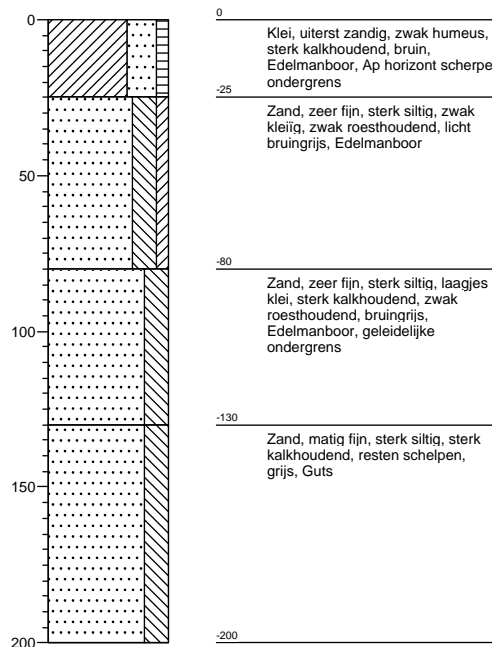 0
0
Klei, uiterst zandig, zwak humeus,
sterk kalkhoudend, bruin,
Edelmanboor, Ap horizont scherpe
ondergrens
-25
Zand, zeer fijn, sterk siltig, zwak
kleiïg, zwak roesthoudend, licht
bruingrijs, Edelmanboor
50
-80
Zand, zeer fijn, sterk siltig, laagjes
klei, sterk kalkhoudend, zwak
roesthoudend, bruingrijs,
Edelmanboor, geleidelijke
ondergrens
100
-130
Zand, matig fijn, sterk siltig, sterk
kalkhoudend, resten schelpen,
grijs, Guts
150
200
-200